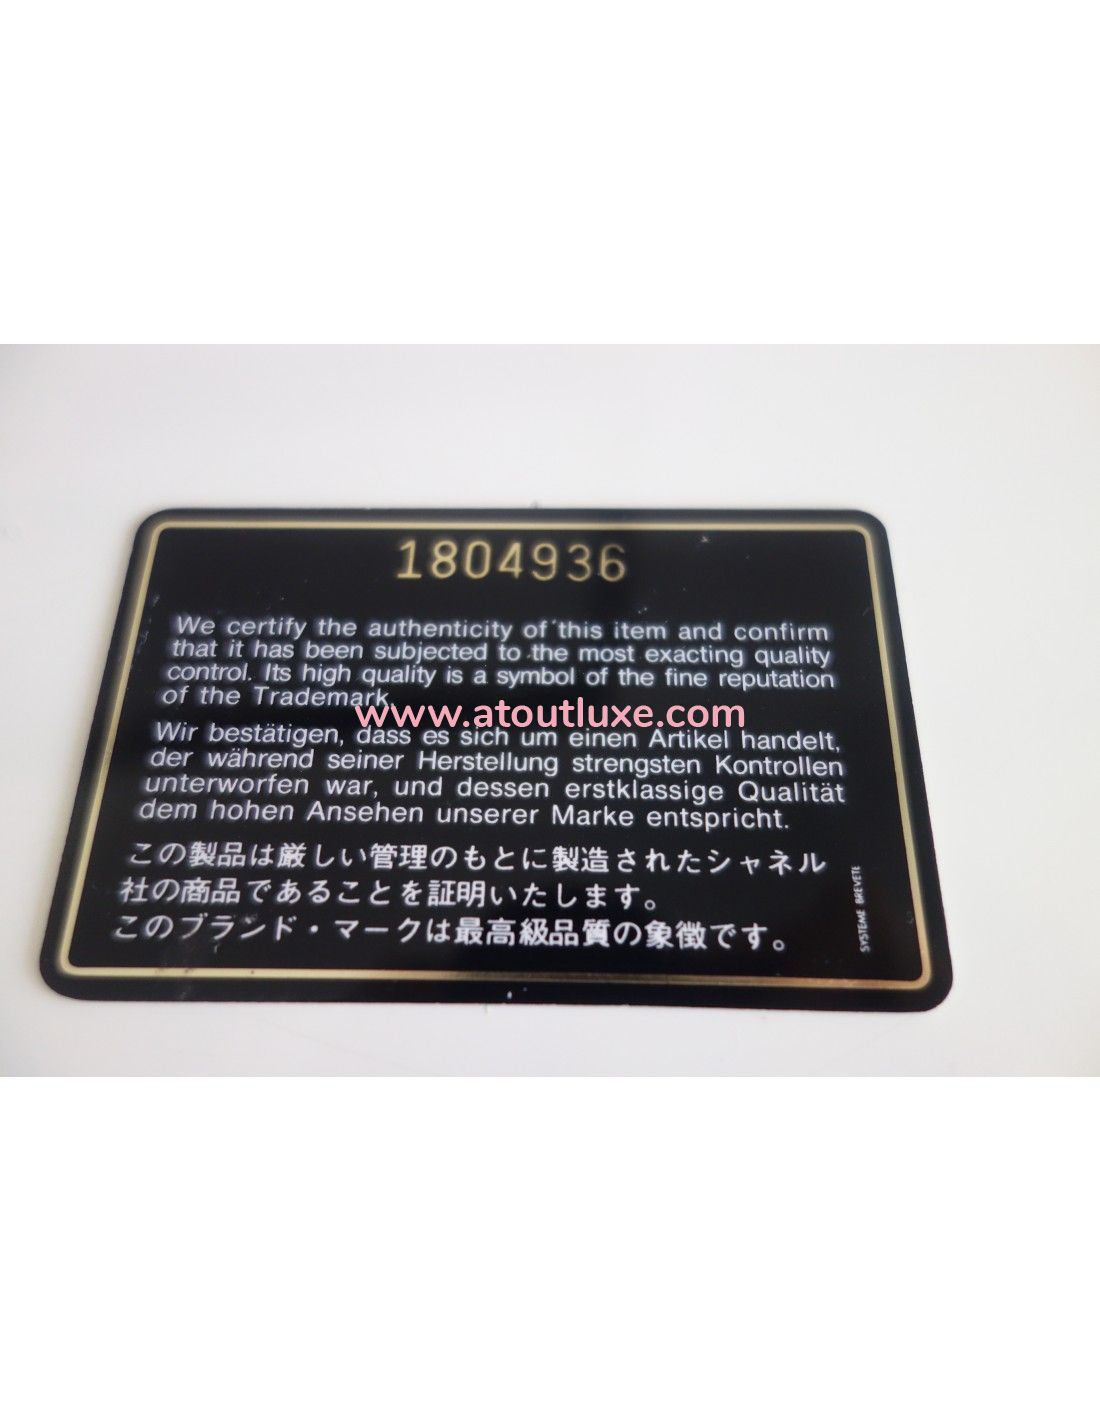 1804936
We certify the authenticity of this item and confirm
that it has been subjected to the most exacting quality
control. Its high quality is a symbol of the fine reputation
of the Trademark.
www.atoutluxe.com
Wir bestätigen, dass es sich um einen Artikel handelt,
der während seiner Herstellung strengsten Kontrollen
unterworfen war, und dessen erstklassige Qualität
dem hohen Ansehen unserer Marke entspricht.
この製品は厳しい管理のもとに製造されたシャネル
社の商品であることを証明いたします。
このブランド・マークは最高級品質の象徴です。
SYSTEME BREVETE